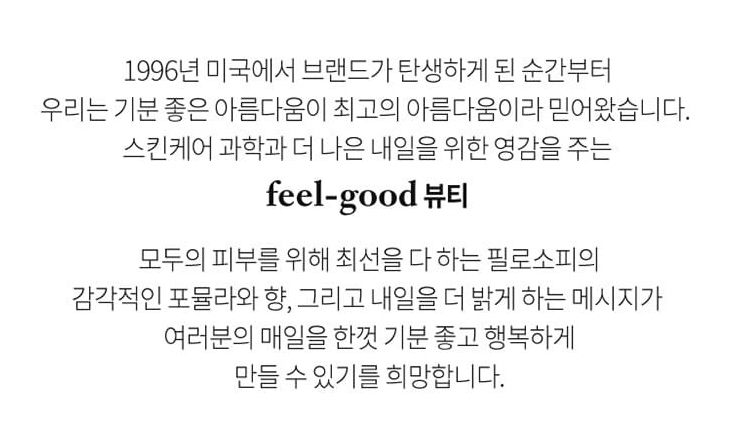 1996년 미국에서 브랜드가 탄생하게 된 순간부터
우리는 기분 좋은 아름다움이 최고의 아름다움이라 믿어왔습니다.
스킨케어 과학과 더 나은 내일을 위한 영감을 주는
feel-good 뷰티
모두의 피부를 위해 최선을 다 하는 필로소피의
감각적인 포뮬라와 향, 그리고 내일을 더 밝게 하는 메시지가
여러분의 매일을 한껏 기분 좋고 행복하게
만들 수 있기를 희망합니다.